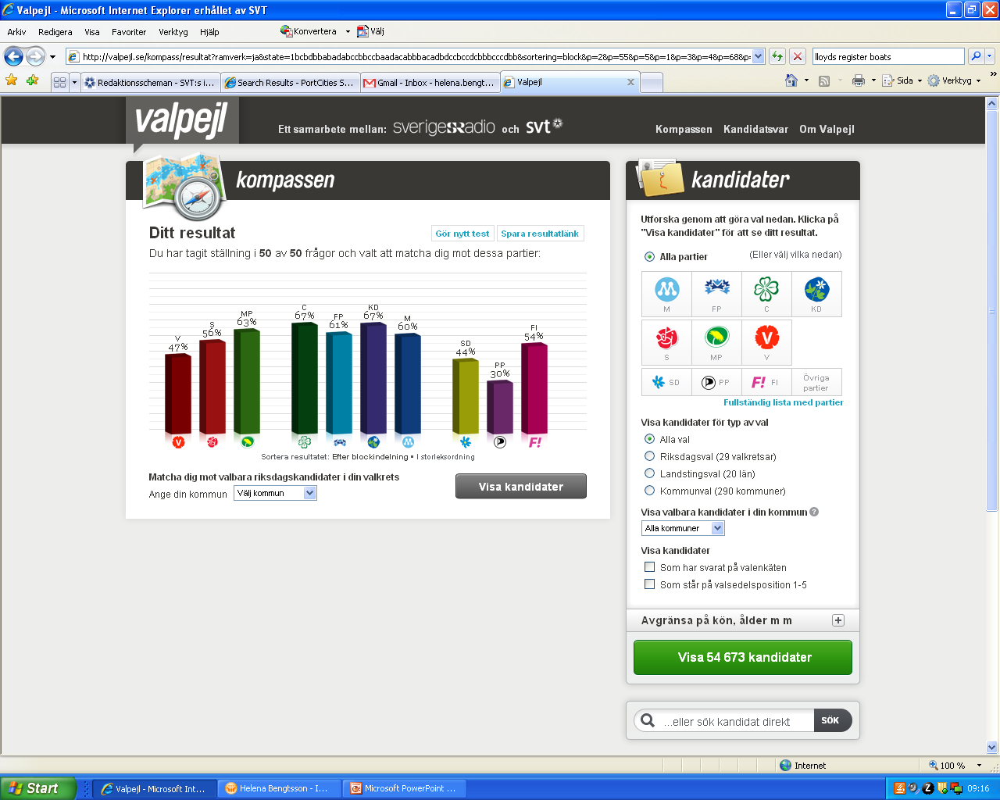 Valpejl - Microsoft Internet Explorer erhållet av SVT
Arkiv Redigera Visa Favoriter Verktyg Hjälp Konvertera Välj
http://valpejl.se/kompass/resultat?ramverk=ja&state=1bcbdbbabadabccbbccbaadacabbbacadbdccbccdcbbbcccdbb&sortering=block&p=2&p=55&p=5&p=1&p=3&p=4&p=68&p=
lloyds register boats
Redaktionsscheman - SVT:s i... Search Results - PortCities S... Gmail - Inbox - helena.bengt... Valpejl Sida Verktyg
valpejl
Ett samarbete mellan: sverigesradio och svt
Kompassen Kandidatsvar Om Valpejl
kompassen
Ditt resultat
Gör nytt test Spara resultatlänk
Du har tagit ställning i 50 av 50 frågor och valt att matcha dig mot dessa partier:
V
47%
S
56%
MP
63%
C
67%
FP
61%
KD
67%
M
60%
SD
44%
PP
30%
FI
54%
F!
Sortera resultatet: Efter blockindelning • I storleksordning
Matcha dig mot valbara riksdagskandidater i din valkrets
Ange din kommun Välj kommun
Visa kandidater
kandidater
Utforska genom att göra val nedan. Klicka på
"Visa kandidater" för att se ditt resultat.
Alla partier (Eller välj vilka nedan)
M FP C KD
S MP V
SD PP F! FI Övriga
partier
Fullständig lista med partier
Visa kandidater för typ av val
Alla val
Riksdagsval (29 valkretsar)
Landstingsval (20 län)
Kommunval (290 kommuner)
Visa valbara kandidater i din kommun ?
Alla kommuner
Visa kandidater
Som har svarat på valenkäten
Som står på valsedelsposition 1-5
Avgränsa på kön, ålder m m
Visa 54 673 kandidater
...eller sök kandidat direkt SÖK
Internet 100 %
Start Valpejl - Microsoft Int... Helena Bengtsson - I... Microsoft PowerPoint ... 09:16